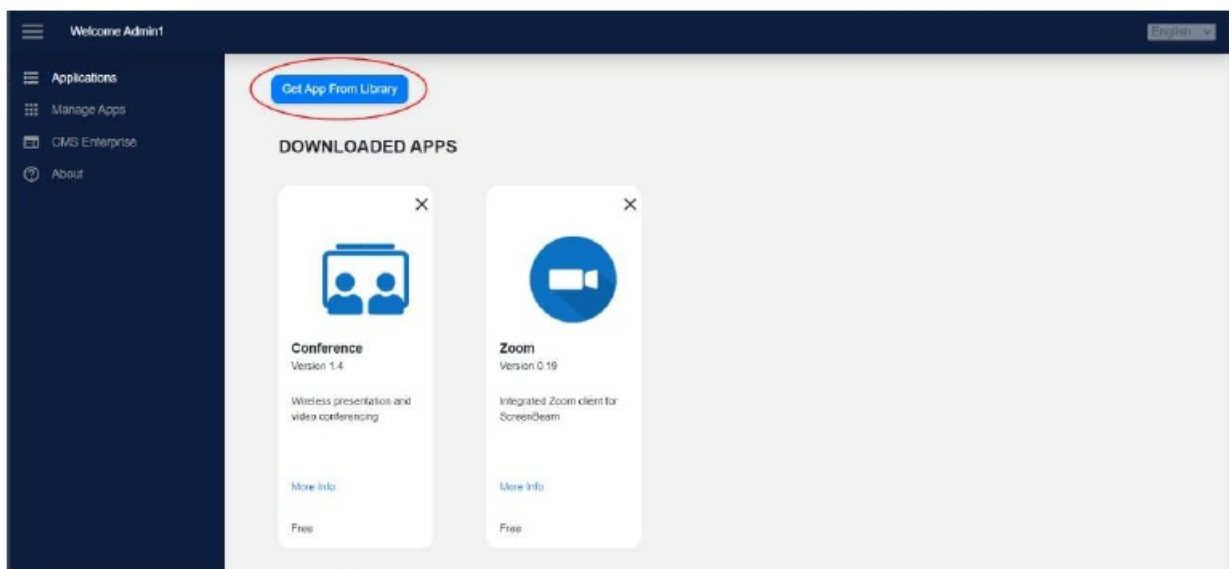 Welcome Admin1
English
Applications
Manage Apps
CMS Enterprise
About
Get App From Library
DOWNLOADED APPS
Conference
Version 1.4
Wireless presentation and
video conferencing
More Info
Free
Zoom
Version 0.19
Integrated Zoom client for
ScreenBeam
More Info
Free